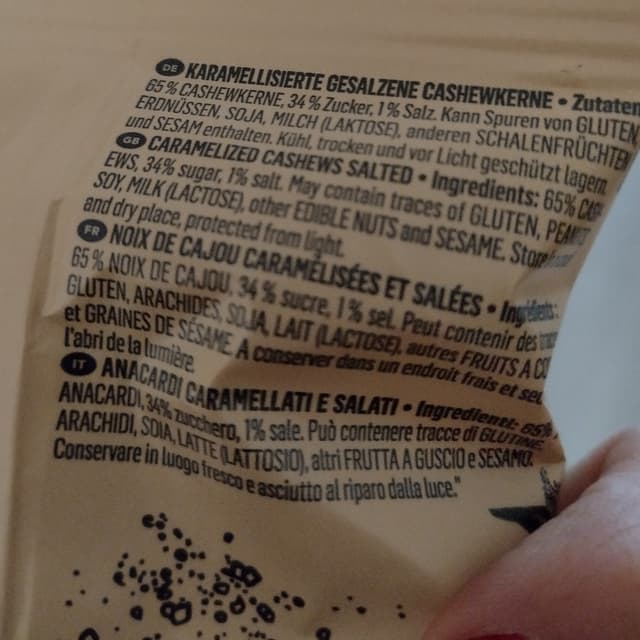 DE KARAMELLISIERTE GESALZENE CASHEWKERNE • Zutaten
65 % CASHEWKERNE, 34 % Zucker, 1 % Salz. Kann Spuren von GLUTEN,
ERDNÜSSEN, SOJA, MILCH (LAKTOSE), anderen SCHALENFRÜCHTEN
und SESAM enthalten. Kühl, trocken und vor Licht geschützt lagern.
GB CARAMELIZED CASHEWS SALTED • Ingredients: 65%
EWS, 34% sugar, 1% salt. May contain traces of GLUTEN, PEANUTS
SOY, MILK (LACTOSE), other EDIBLE NUTS and SESAME. Store
and dry place, protected from light.
FR NOIX DE CAJOU CARAMÉLISÉES ET SALÉES • Ingrédients:
65 % NOIX DE CAJOU, 34 % sucre, 1 % sel. Peut contenir des
GLUTEN, ARACHIDES, SOJA, LAIT (LACTOSE), autres FRUITS A CO
et GRAINES DE SÉSAME A conserver dans un endroit frais et sec
l'abri de la lumière
IT ANACARDI CARAMELLATI E SALATI • Ingredienti: 65%
ANACARDI, 34% zucchero, 1% sale. Può contenere tracce di GLUTINE,
ARACHIDI, SOIA, LATTE (LATTOSIO), altri FRUTTA A GUSCIO e SESAMO.
Conservare in luogo fresco e asciutto al riparo dalla luce."